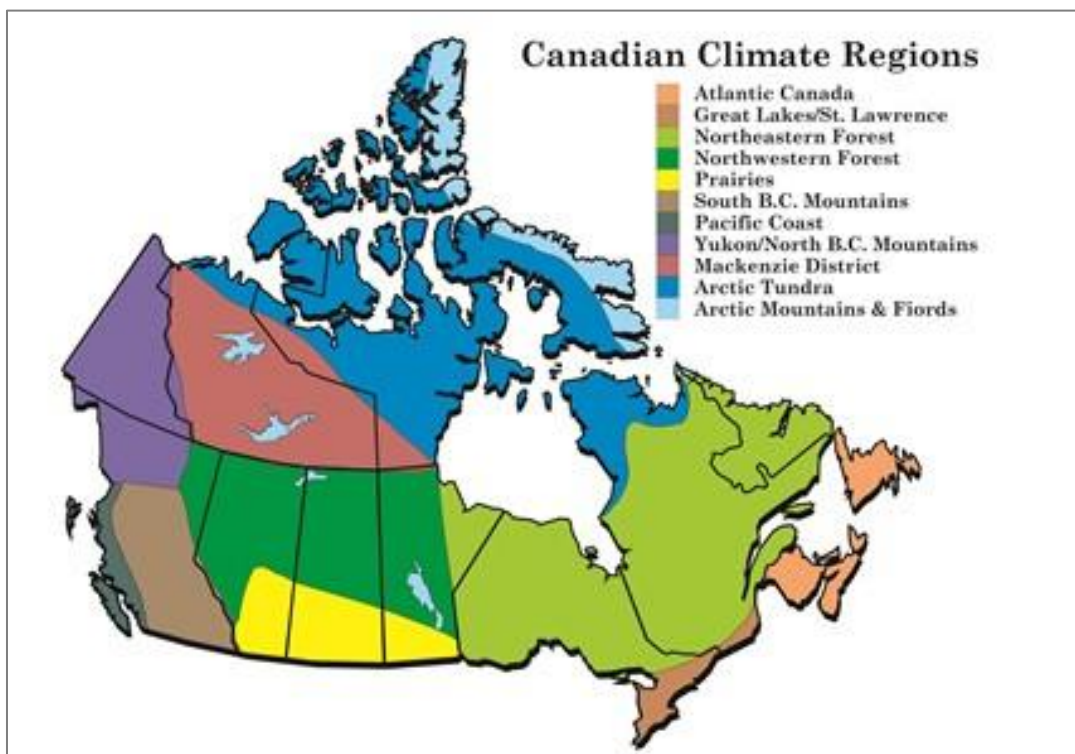 Canadian Climate Regions
Atlantic Canada
Great Lakes/St. Lawrence
Northeastern Forest
Northwestern Forest
Prairies
South B.C. Mountains
Pacific Coast
Yukon/North B.C. Mountains
Mackenzie District
Arctic Tundra
Arctic Mountains & Fiords